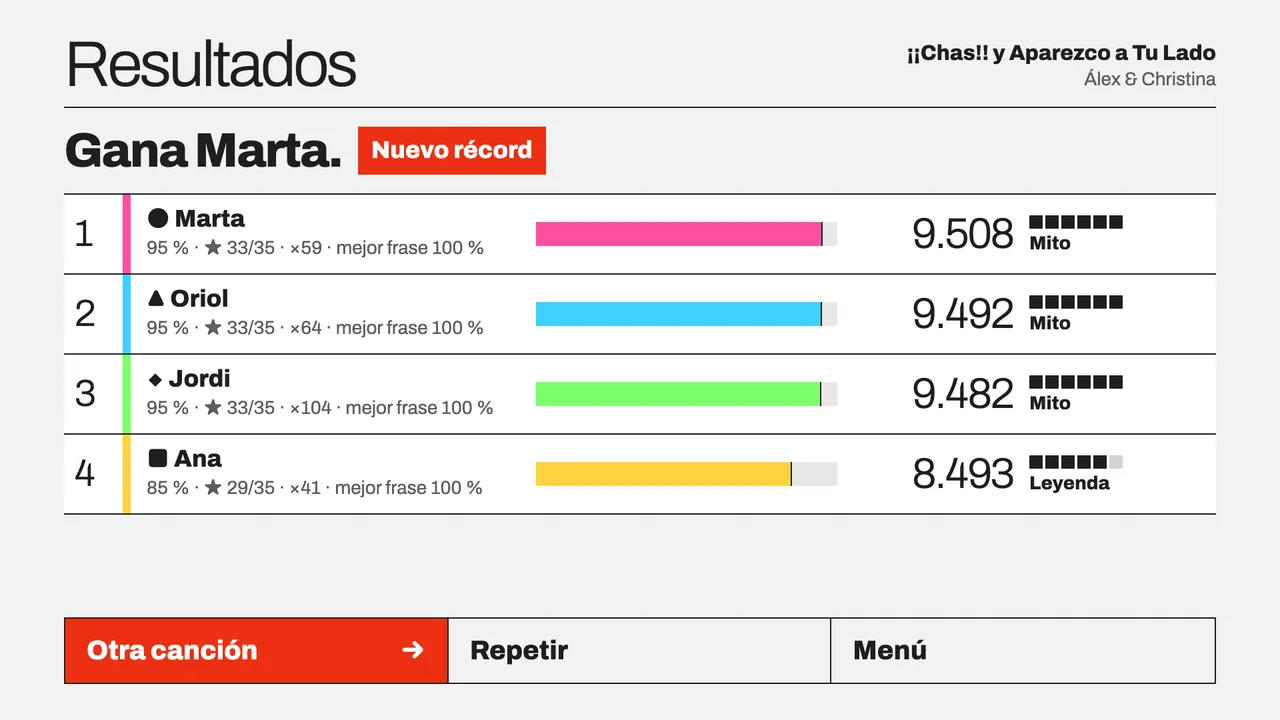 Resultados
¡¡Chas!! y Aparezco a Tu Lado
Álex & Christina
Gana Marta.
Nuevo récord
1
Marta
95 % · ★ 33/35 · ×59 · mejor frase 100 %
9.508
Mito
2
Oriol
95 % · ★ 33/35 · ×64 · mejor frase 100 %
9.492
Mito
3
Jordi
95 % · ★ 33/35 · ×104 · mejor frase 100 %
9.482
Mito
4
Ana
85 % · ★ 29/35 · ×41 · mejor frase 100 %
8.493
Leyenda
Otra canción →
Repetir
Menú